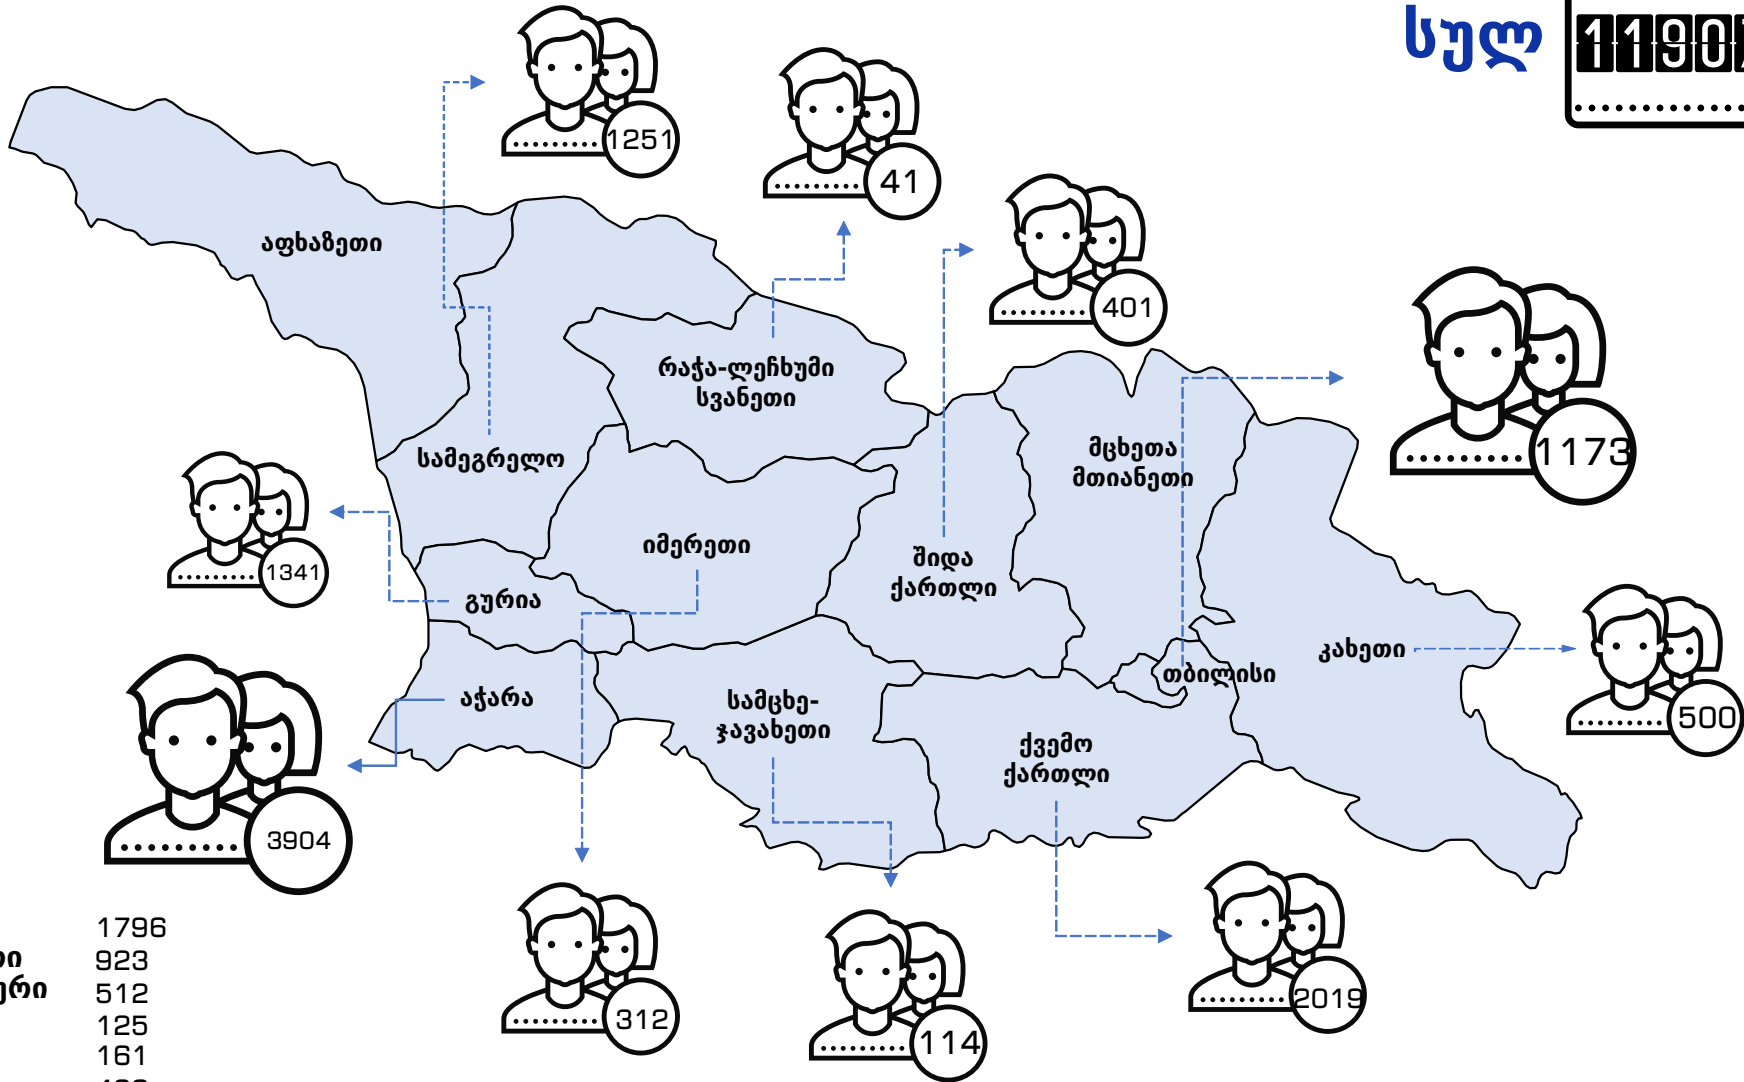 სულ
1190
1251
41
401
1173
აფხაზეთი
რაჭა-ლეჩხუმი
სვანეთი
სამეგრელო
მცხეთა
მთიანეთი
1341
იმერეთი
შიდა
ქართლი
გურია
კახეთი
500
თბილისი
აჭარა
სამცხე-
ჯავახეთი
ქვემო
ქართლი
3904
312
114
2019
1796
923
512
125
161